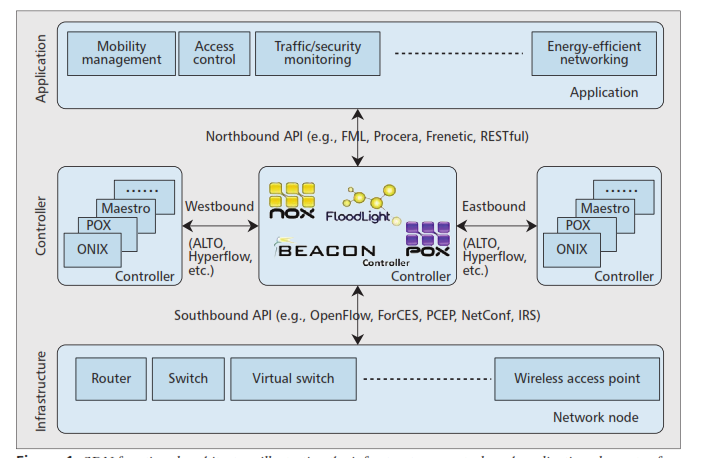 Application
Mobility management
Access control
Traffic/security monitoring
Energy-efficient networking
Application
Northbound API (e.g., FML, Procera, Frenetic, RESTful)
Controller
......
Maestro
POX
ONIX
Controller
Westbound
(ALTO,
Hyperflow,
etc.)
nox
FloodLight
BEACON
POX
Controller
Controller
Eastbound
(ALTO,
Hyperflow,
etc.)
......
Maestro
POX
ONIX
Controller
Southbound API (e.g., OpenFlow, ForCES, PCEP, NetConf, IRS)
Infrastructure
Router
Switch
Virtual switch
Wireless access point
Network node